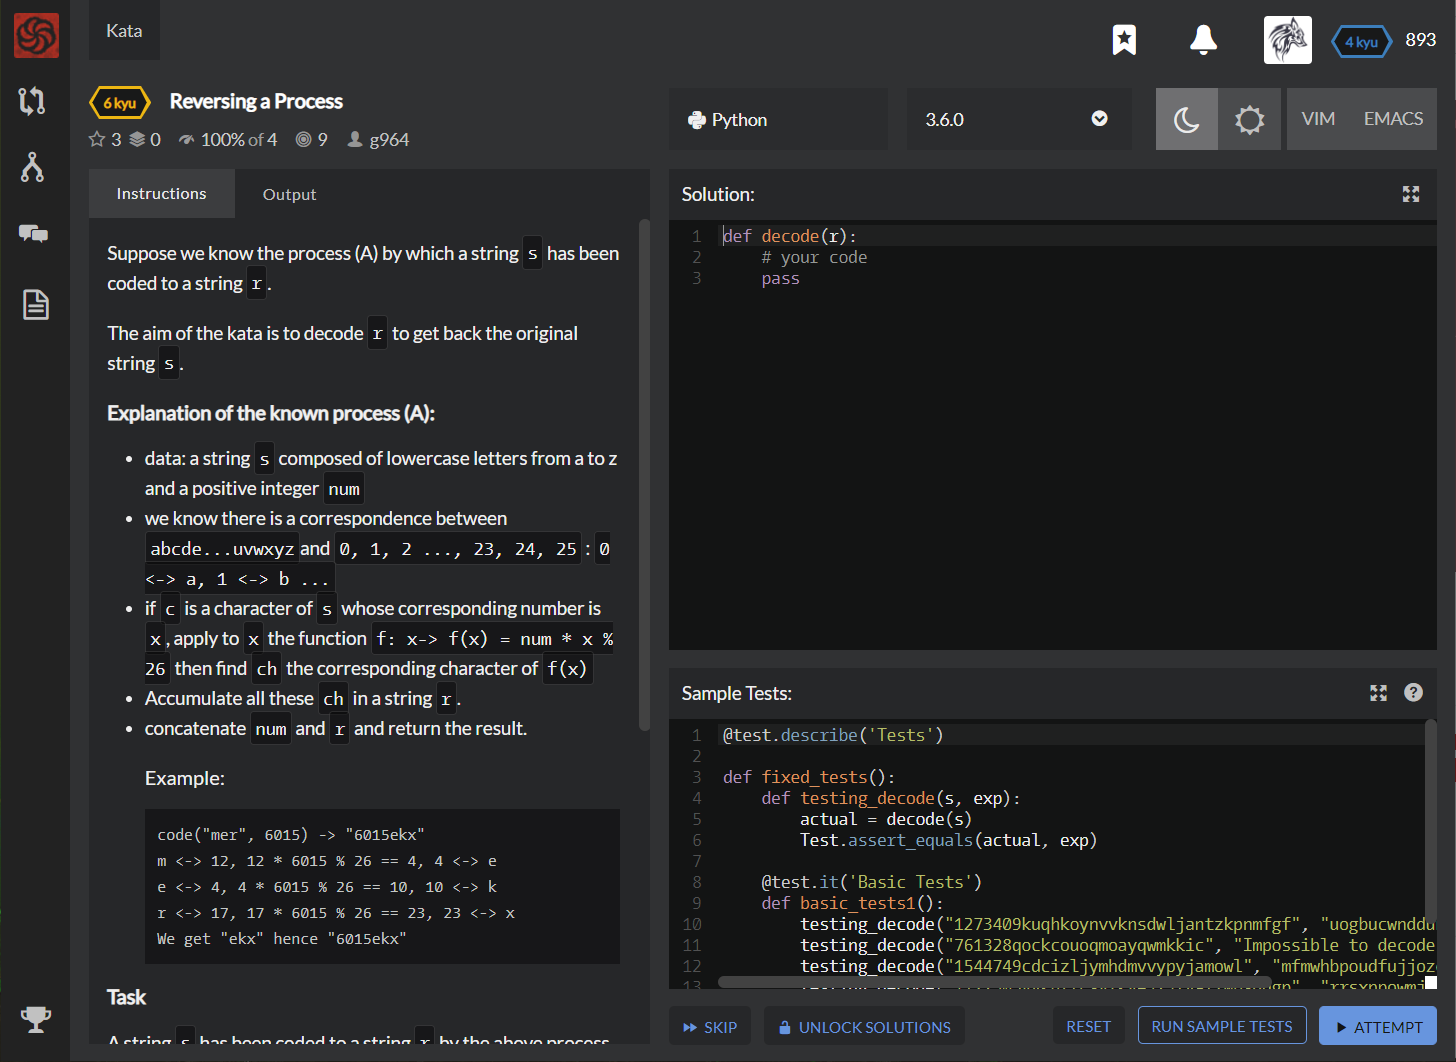 Kata
4 kyu 893
6 kyu Reversing a Process
3 0 100% of 4 9 g964
Python 3.6.0 VIM EMACS
Instructions Output
Suppose we know the process (A) by which a string s has been
coded to a string r .
The aim of the kata is to decode r to get back the original
string s .
Explanation of the known process (A):
• data: a string s composed of lowercase letters from a to z
and a positive integer num
• we know there is a correspondence between
abcde...uvwxyz and 0, 1, 2 ..., 23, 24, 25 : 0
<-> a, 1 <-> b ...
• if c is a character of s whose corresponding number is
x , apply to x the function f: x-> f(x) = num * x %
26 then find ch the corresponding character of f(x)
• Accumulate all these ch in a string r .
• concatenate num and r and return the result.
Example:
code("mer", 6015) -> "6015ekx"
m <-> 12, 12 * 6015 % 26 == 4, 4 <-> e
e <-> 4, 4 * 6015 % 26 == 10, 10 <-> k
r <-> 17, 17 * 6015 % 26 == 23, 23 <-> x
We get "ekx" hence "6015ekx"
Task
A string s has been coded to a string r by the above process
Solution:
1 def decode(r):
2 # your code
3 pass
Sample Tests:
?
1 @test.describe('Tests')
2
3 def fixed_tests():
4 def testing_decode(s, exp):
5 actual = decode(s)
6 Test.assert_equals(actual, exp)
7
8 @test.it('Basic Tests')
9 def basic_tests1():
10 testing_decode("1273409kuqhkoynvvknsdwljantzkpnmfgf", "uogbucwnddu
11 testing_decode("761328qockcouoqmoayqwmkkic", "Impossible to decode
12 testing_decode("1544749cdcizljymhdmvvypyjamowl", "mfmwhbpoudfujjoz
13
SKIP UNLOCK SOLUTIONS RESET RUN SAMPLE TESTS ATTEMPT